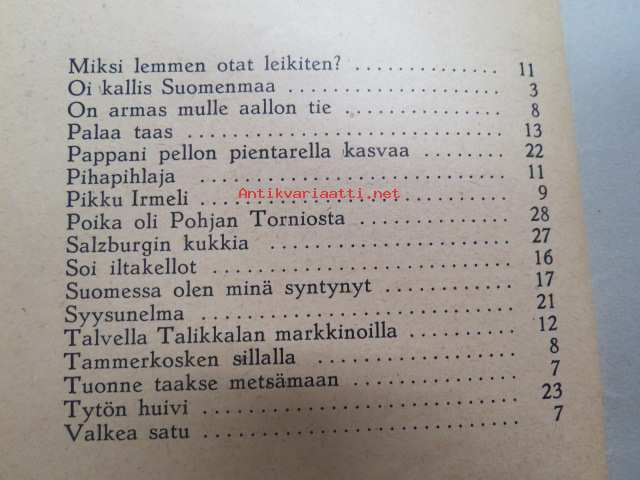 Miksi lemmen otat leikiten? ............... 11
Oi kallis Suomenmaa ....................... 3
On armas mulle aallon tie ................. 8
Palaa taas ................................ 13
Pappani pellon pientarella kasvaa ......... 22
Pihapihlaja ............................... 11
Antikvariaatti.net
Pikku Irmeli .............................. 9
Poika oli Pohjan Torniosta ................ 28
Salzburgin kukkia ......................... 27
Soi iltakellot ............................ 16
Suomessa olen minä syntynyt ............... 17
Syysunelma ................................ 21
Talvella Talikkalan markkinoilla .......... 12
Tammerkosken sillalla ..................... 8
Tuonne taakse metsämaan ................... 7
Tytön huivi ............................... 23
Valkea satu ............................... 7